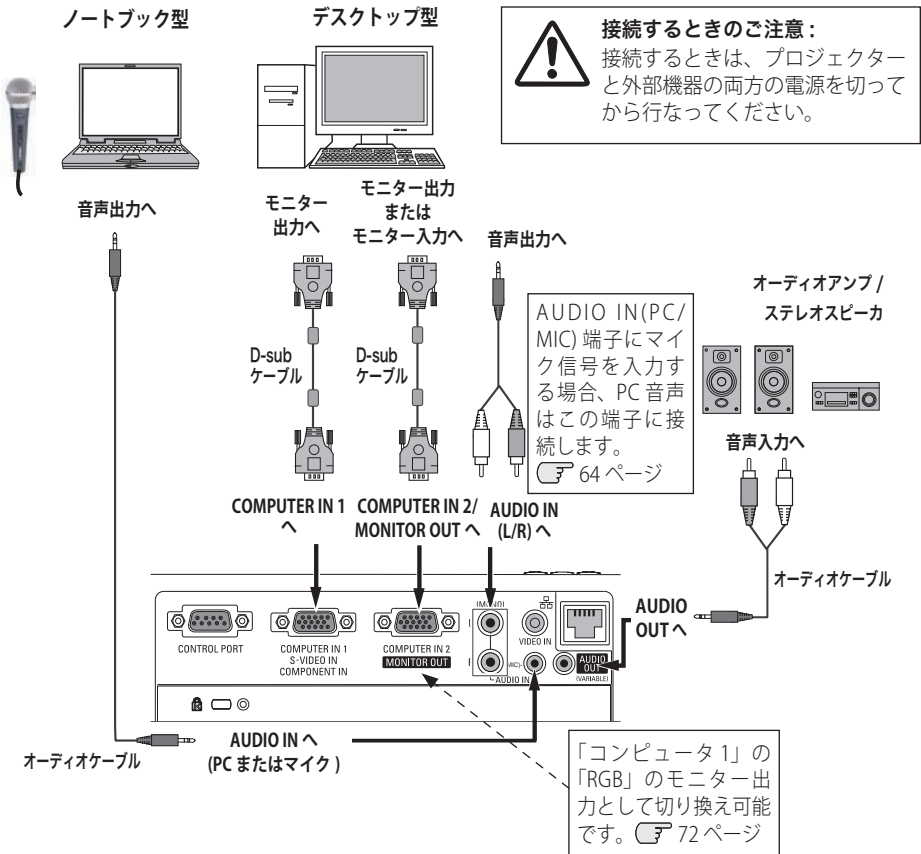 ノートブック型
デスクトップ型
接続するときのご注意:
接続するときは、プロジェクター
と外部機器の両方の電源を切って
から行なってください。
音声出力へ
モニター
出力へ
モニター出力
または
モニター入力へ
音声出力へ
オーディオアンプ /
ステレオスピーカ
D-sub
ケーブル
D-sub
ケーブル
AUDIO IN(PC/
MIC) 端子にマイ
ク信号を入力す
る場合、PC 音声
はこの端子に接
続します。
64 ページ
音声入力へ
COMPUTER IN 1
へ
COMPUTER IN 2/
MONITOR OUT へ
AUDIO IN
(L/R) へ
オーディオケーブル
AUDIO
OUT へ
CONTROL PORT
COMPUTER IN 1
S-VIDEO IN
COMPONENT IN
COMPUTER IN 2
MONITOR OUT
(MONO)
VIDEO IN
MIC)
AUDIO IN
AUDIO
OUT
(VARIABLE)
オーディオケーブル
AUDIO IN へ
(PC またはマイク )
「コンピュータ 1」の
「RGB」のモニター出
力として切り換え可能
です。 72 ページ